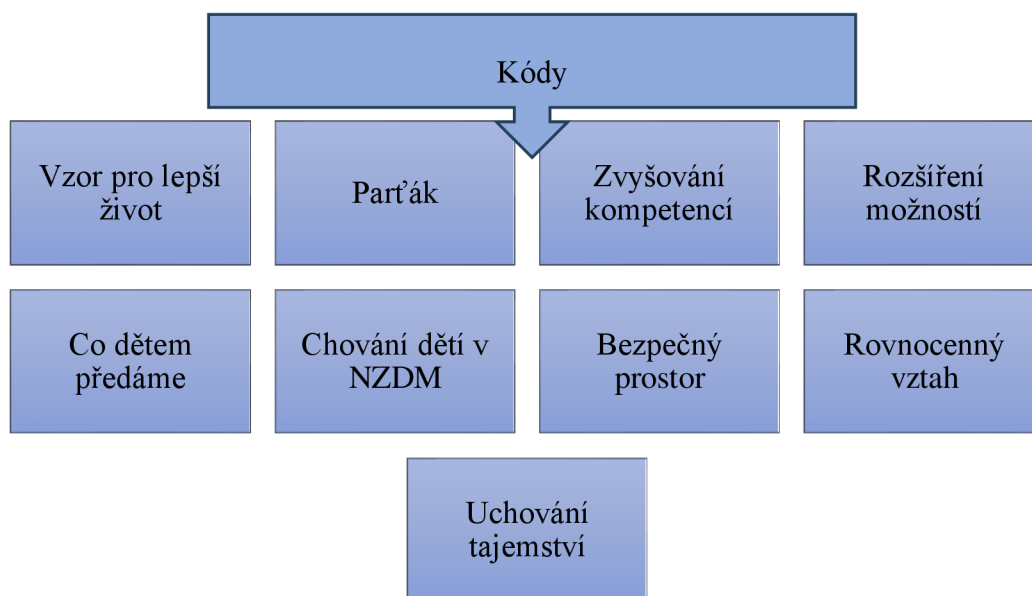 Kódy
Vzor pro lepší
život
Parťák
Zvyšování
kompetencí
Rozšíření
možností
Co dětem
předáme
Chování dětí v
NZDM
Bezpečný
prostor
Rovnocenný
vztah
Uchování
tajemství